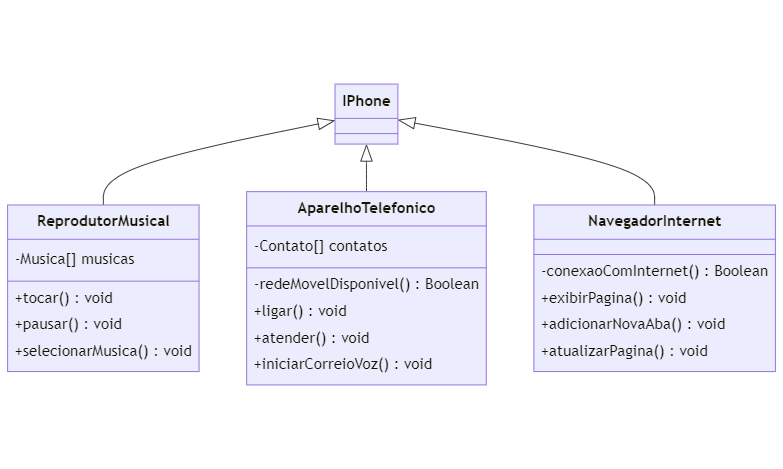 IPhone
ReprodutorMusical
-Musica[] musicas
+tocar() : void
+pausar() : void
+selecionarMusica() : void
AparelhoTelefonico
-Contato[] contatos
-redeMovelDisponivel() : Boolean
+ligar() : void
+atender() : void
+iniciarCorreioVoz() : void
NavegadorInternet
-conexaoComInternet() : Boolean
+exibirPagina() : void
+adicionarNovaAba() : void
+atualizarPagina() : void